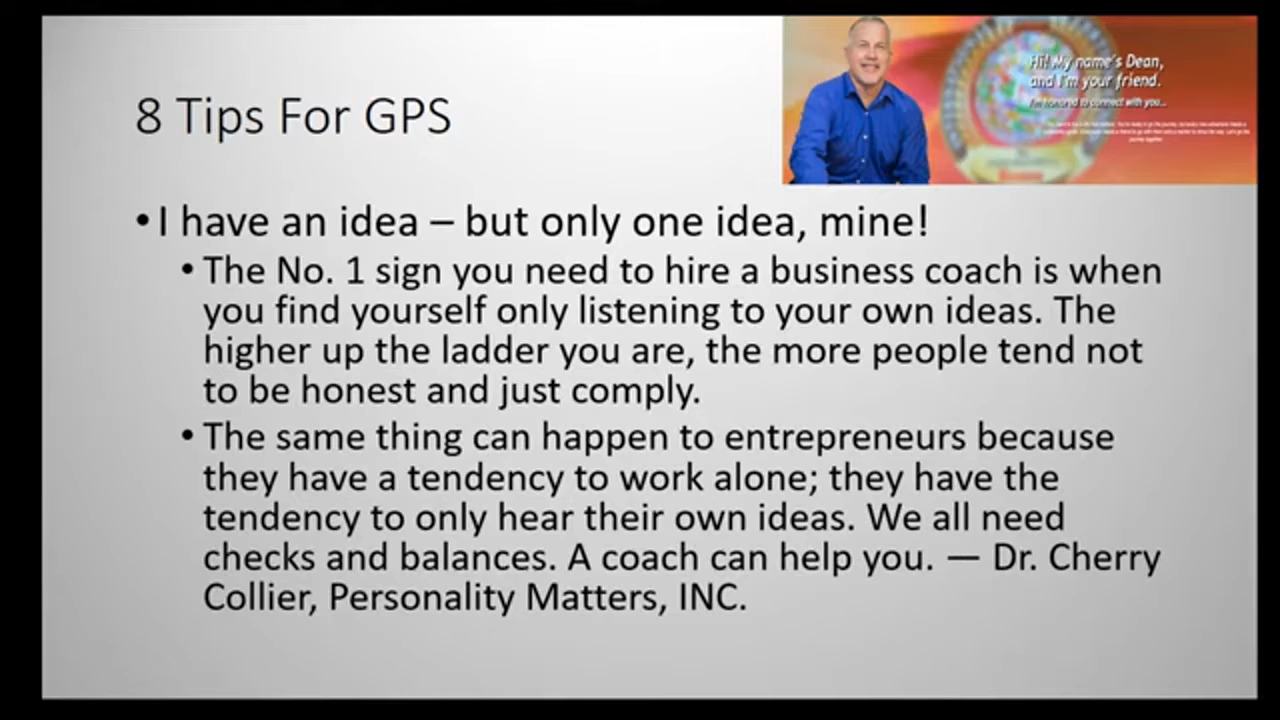 8 Tips For GPS
Hi! My name's Dean,
and I'm your friend.
I'm honored to connect with you...
• I have an idea – but only one idea, mine!
• The No. 1 sign you need to hire a business coach is when
you find yourself only listening to your own ideas. The
higher up the ladder you are, the more people tend not
to be honest and just comply.
• The same thing can happen to entrepreneurs because
they have a tendency to work alone; they have the
tendency to only hear their own ideas. We all need
checks and balances. A coach can help you. — Dr. Cherry
Collier, Personality Matters, INC.